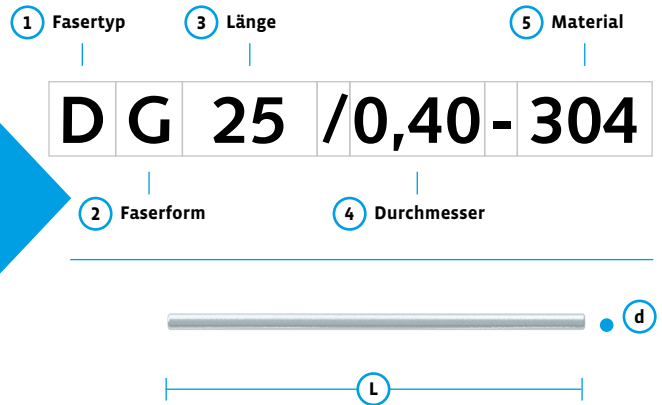 1 Fasertyp 3 Länge 5 Material
D G 25 /0,40 - 304
2 Faserform 4 Durchmesser
d
L